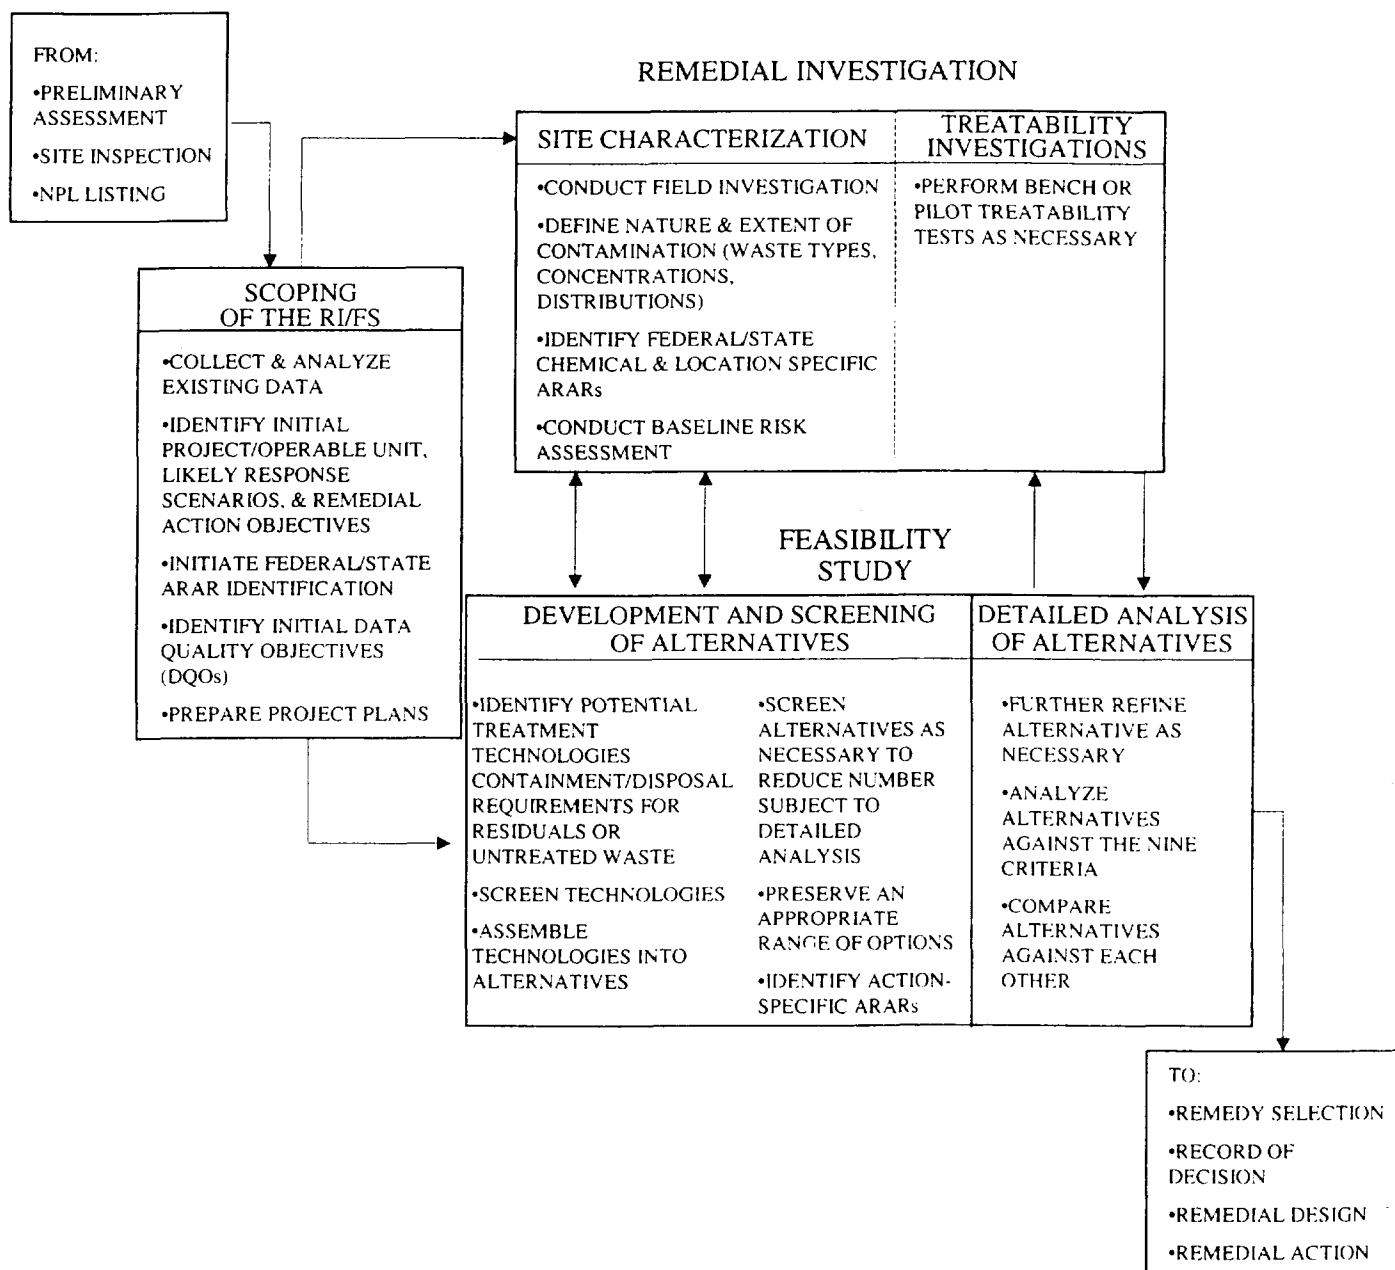 FROM:
•PRELIMINARY
ASSESSMENT
•SITE INSPECTION
•NPL LISTING
REMEDIAL INVESTIGATION
SITE CHARACTERIZATION
•CONDUCT FIELD INVESTIGATION
•DEFINE NATURE & EXTENT OF
CONTAMINATION (WASTE TYPES,
CONCENTRATIONS,
DISTRIBUTIONS)
•IDENTIFY FEDERAL/STATE
CHEMICAL & LOCATION SPECIFIC
ARARs
•CONDUCT BASELINE RISK
ASSESSMENT
TREATABILITY
INVESTIGATIONS
•PERFORM BENCH OR
PILOT TREATABILITY
TESTS AS NECESSARY
SCOPING
OF THE RI/FS
•COLLECT & ANALYZE
EXISTING DATA
•IDENTIFY INITIAL
PROJECT/OPERABLE UNIT,
LIKELY RESPONSE
SCENARIOS, & REMEDIAL
ACTION OBJECTIVES
•INITIATE FEDERAL/STATE
ARAR IDENTIFICATION
•IDENTIFY INITIAL DATA
QUALITY OBJECTIVES
(DQOs)
•PREPARE PROJECT PLANS
FEASIBILITY
STUDY
DEVELOPMENT AND SCREENING
OF ALTERNATIVES
•IDENTIFY POTENTIAL
TREATMENT
TECHNOLOGIES
CONTAINMENT/DISPOSAL
REQUIREMENTS FOR
RESIDUALS OR
UNTREATED WASTE
•SCREEN TECHNOLOGIES
•ASSEMBLE
TECHNOLOGIES INTO
ALTERNATIVES
•SCREEN
ALTERNATIVES AS
NECESSARY TO
REDUCE NUMBER
SUBJECT TO
DETAILED
ANALYSIS
•PRESERVE AN
APPROPRIATE
RANGE OF OPTIONS
•IDENTIFY ACTION-
SPECIFIC ARARs
DETAILED ANALYSIS
OF ALTERNATIVES
•FURTHER REFINE
ALTERNATIVE AS
NECESSARY
•ANALYZE
ALTERNATIVES
AGAINST THE NINE
CRITERIA
•COMPARE
ALTERNATIVES
AGAINST EACH
OTHER
TO:
•REMEDY SELECTION
•RECORD OF
DECISION
•REMEDIAL DESIGN
•REMEDIAL ACTION